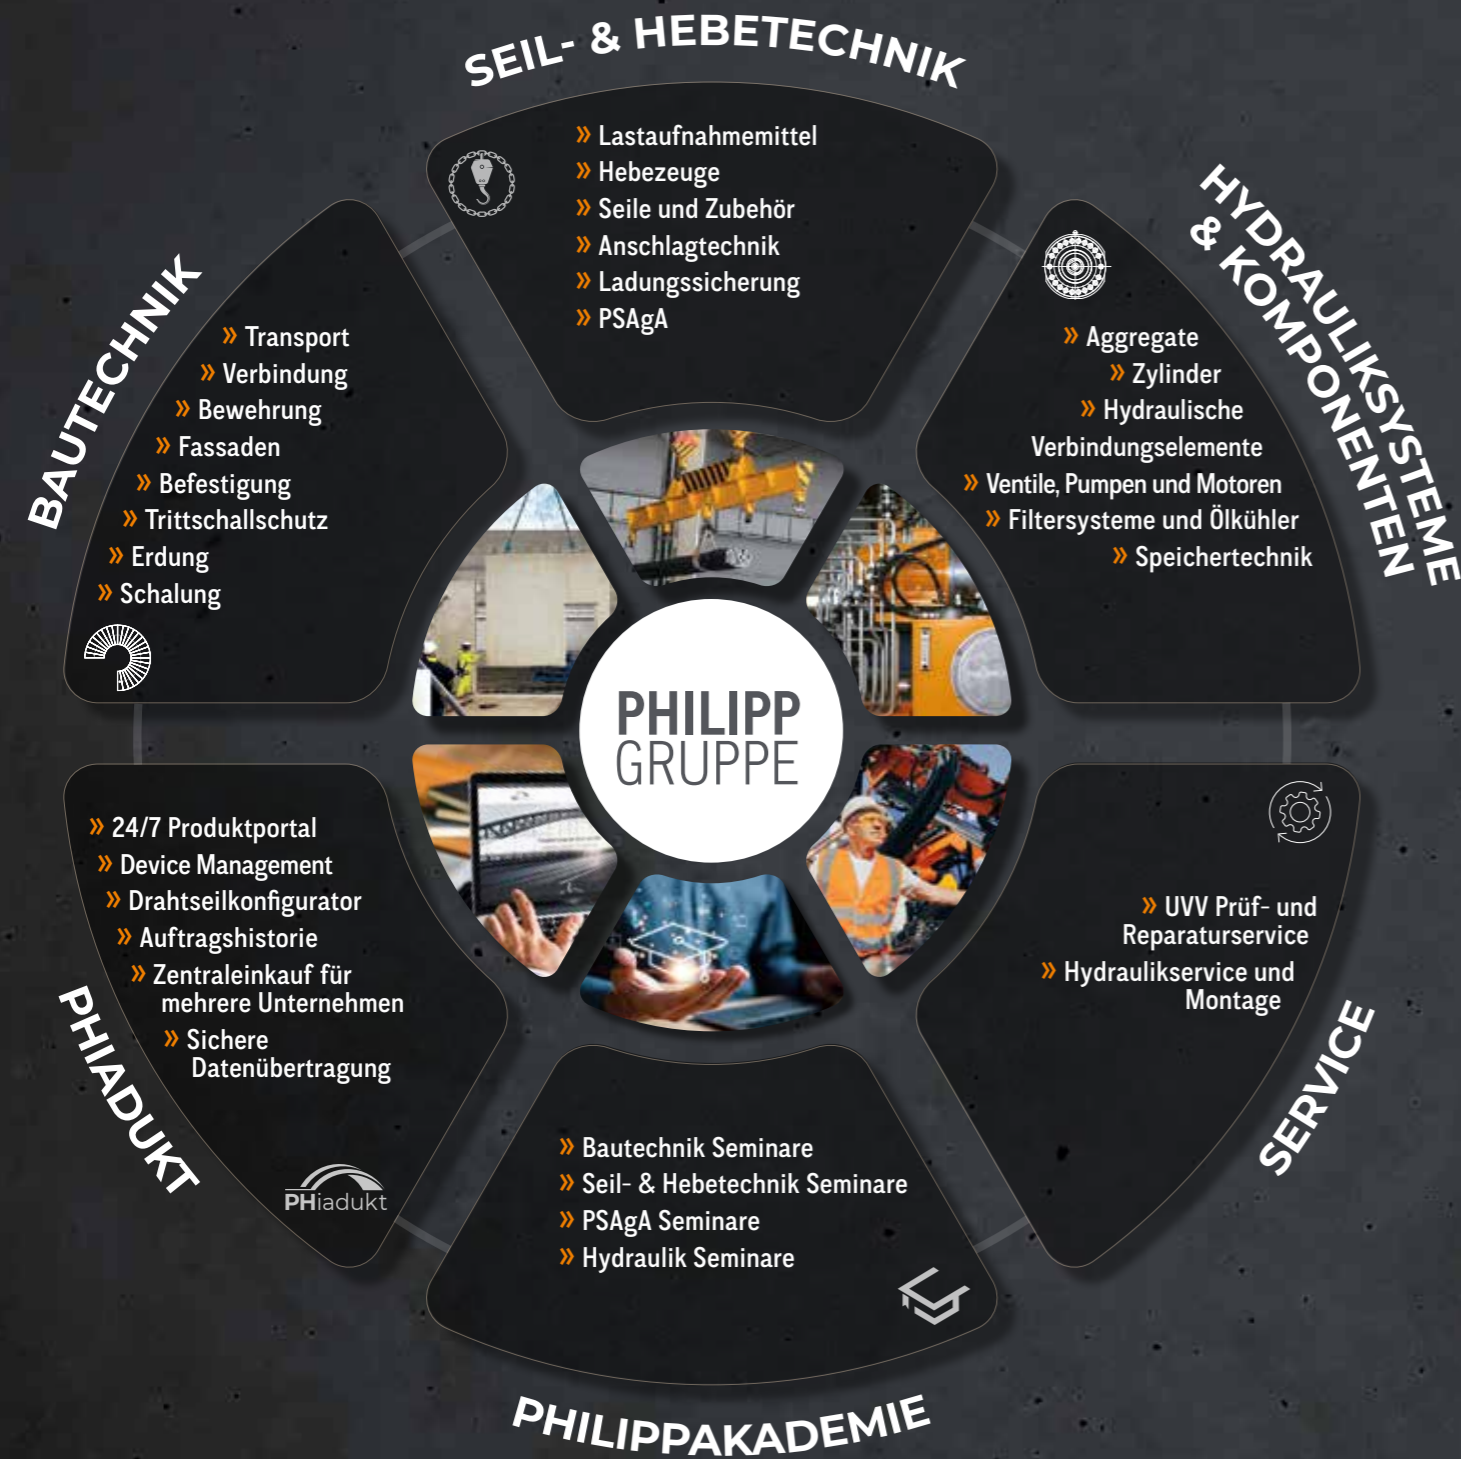 SEIL- & HEBETECHNIK
» Lastaufnahmemittel
» Hebezeuge
» Seile und Zubehör
» Anschlagtechnik
» Ladungssicherung
» PSAgA
HYDRAULIKSYSTEME
& KOMPONENTEN
» Aggregate
» Zylinder
» Hydraulische
Verbindungselemente
» Ventile, Pumpen und Motoren
» Filtersysteme und Ölkühler
» Speichertechnik
SERVICE
» UVV Prüf- und
Reparaturservice
» Hydraulikservice und
Montage
PHILIPPAKADEMIE
» Bautechnik Seminare
» Seil- & Hebetechnik Seminare
» PSAgA Seminare
» Hydraulik Seminare
PHIADUKT
» 24/7 Produktportal
» Device Management
» Drahtseilkonfigurator
» Auftragshistorie
» Zentraleinkauf für
mehrere Unternehmen
» Sichere
Datenübertragung
PHiadukt
BAUTECHNIK
» Transport
» Verbindung
» Bewehrung
» Fassaden
» Befestigung
» Trittschallschutz
» Erdung
» Schalung
PHILIPP
GRUPPE